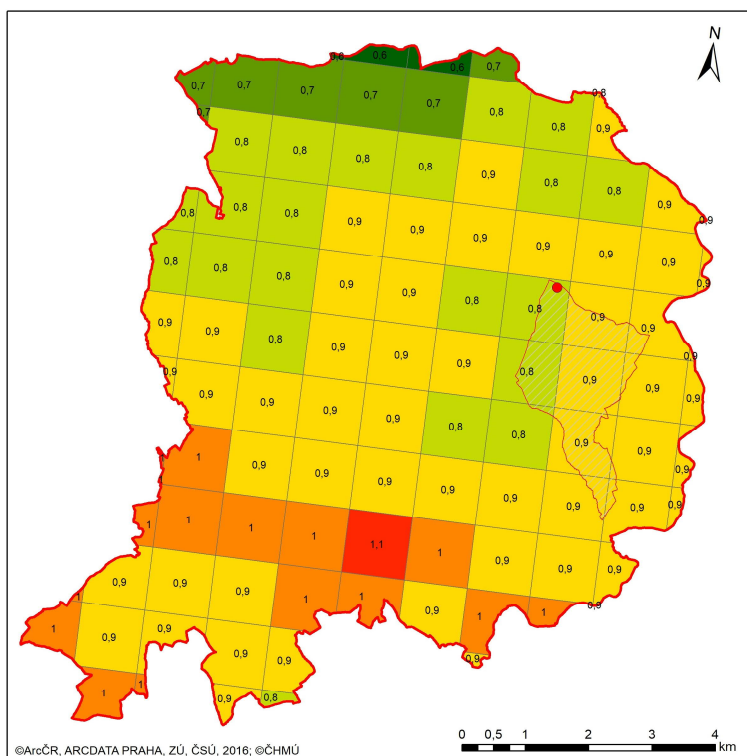 N
0,6 0,6 0,8 0,7
0,7 0,7 0,7 0,7 0,7 0,8 0,8 0,8 0,9
0,7
0,8 0,8 0,8 0,8 0,9 0,8 0,8 0,9 0,9
0,8 0,8 0,8 0,9 0,9 0,9 0,9 0,9 0,9 0,9
0,8 0,8 0,8 0,9 0,9 0,8 0,8 0,9 0,9 0,9
0,9 0,9 0,8 0,9 0,9 0,9 0,8 0,9 0,9 0,9
0,9 0,9 0,9 0,9 0,9 0,8 0,8 0,9 0,9 0,9
1 0,9 0,9 0,9 0,9 0,9 0,9 0,9 0,9
1 1 1 1 1,1 1 0,9 0,9 0,9 0,9
1 0,9 0,9 0,9 1 1 0,9 1 1
1 0,9 0,9 0,9 0,9 0,9
1 1 0,9 0,8
0 0,5 1 2 3 4
km
©ArcČR, ARCDATA PRAHA, ZÚ, ČSÚ, 2016; ©ČHMÚ